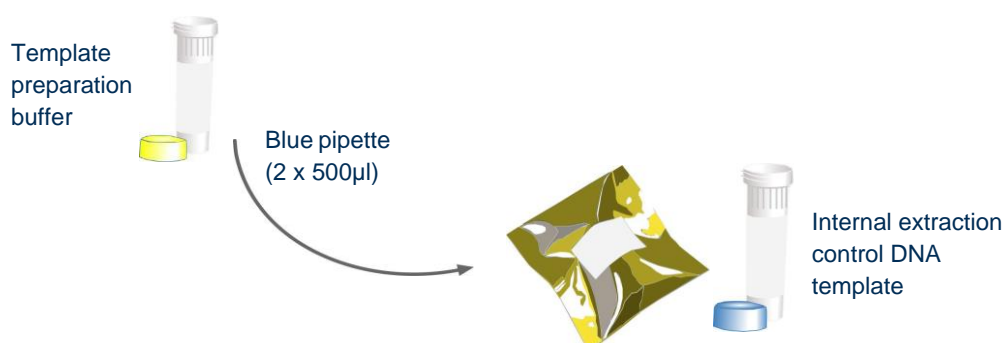 Template
preparation
buffer
Blue pipette
(2 x 500µl)
Internal extraction
control DNA
template